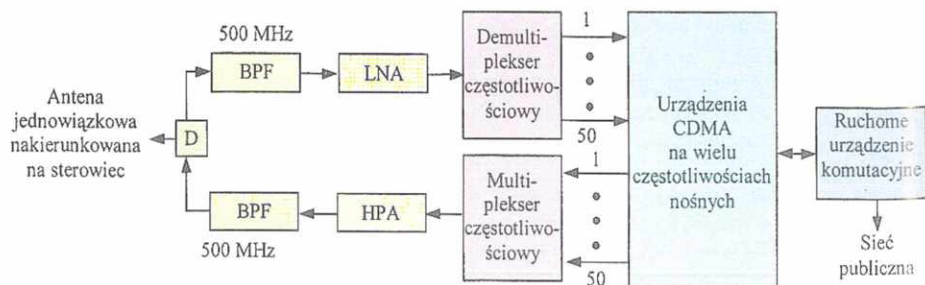 500 MHz
BPF
LNA
Demulti-
plekser
częstotliwo-
ściowy
1
50
Antena
jednowiązkowa
nakierunkowana
na sterowiec
D
BPF
500 MHz
HPA
Multi-
plekser
częstotliwo-
ściowy
1
50
Urządzenia
CDMA
na wielu
częstotliwościach
nośnych
Ruchome
urządzenie
komutacyjne
Sieć
publiczna